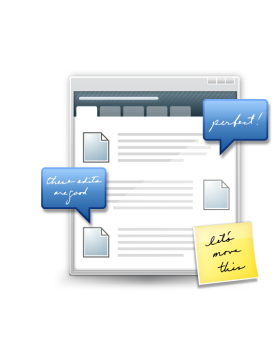 perfect!
these edits
are good
let's
move
this